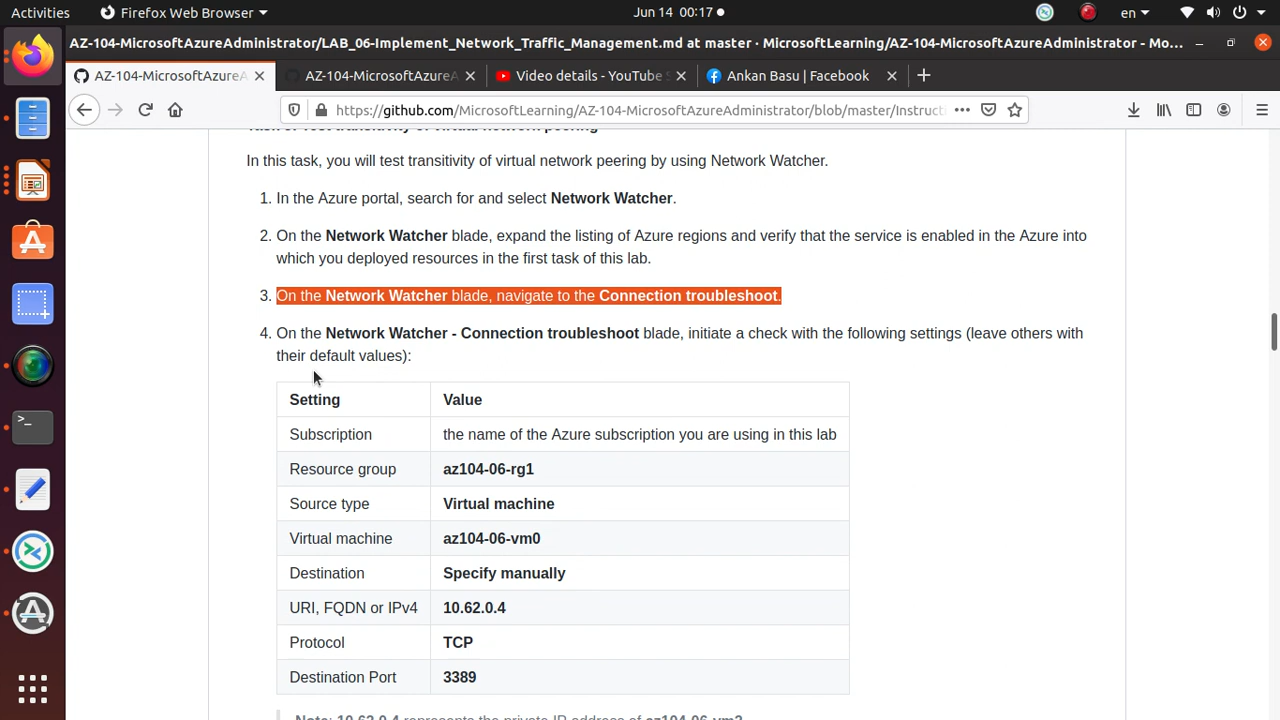 Activities
Firefox Web Browser
Jun 14 00:17
en
AZ-104-MicrosoftAzureAdministrator/LAB_06-Implement_Network_Traffic_Management.md at master · MicrosoftLearning/AZ-104-MicrosoftAzureAdministrator - Mo...
AZ-104-MicrosoftAzureA
AZ-104-MicrosoftAzureA
Video details - YouTube S
Ankan Basu | Facebook
https://github.com/MicrosoftLearning/AZ-104-MicrosoftAzureAdministrator/blob/master/Instruct
In this task, you will test transitivity of virtual network peering by using Network Watcher.
1. In the Azure portal, search for and select Network Watcher.
2. On the Network Watcher blade, expand the listing of Azure regions and verify that the service is enabled in the Azure into
which you deployed resources in the first task of this lab.
3. On the Network Watcher blade, navigate to the Connection troubleshoot.
4. On the Network Watcher - Connection troubleshoot blade, initiate a check with the following settings (leave others with
their default values):
Setting Value
Subscription the name of the Azure subscription you are using in this lab
Resource group az104-06-rg1
Source type Virtual machine
Virtual machine az104-06-vm0
Destination Specify manually
URI, FQDN or IPv4 10.62.0.4
Protocol TCP
Destination Port 3389